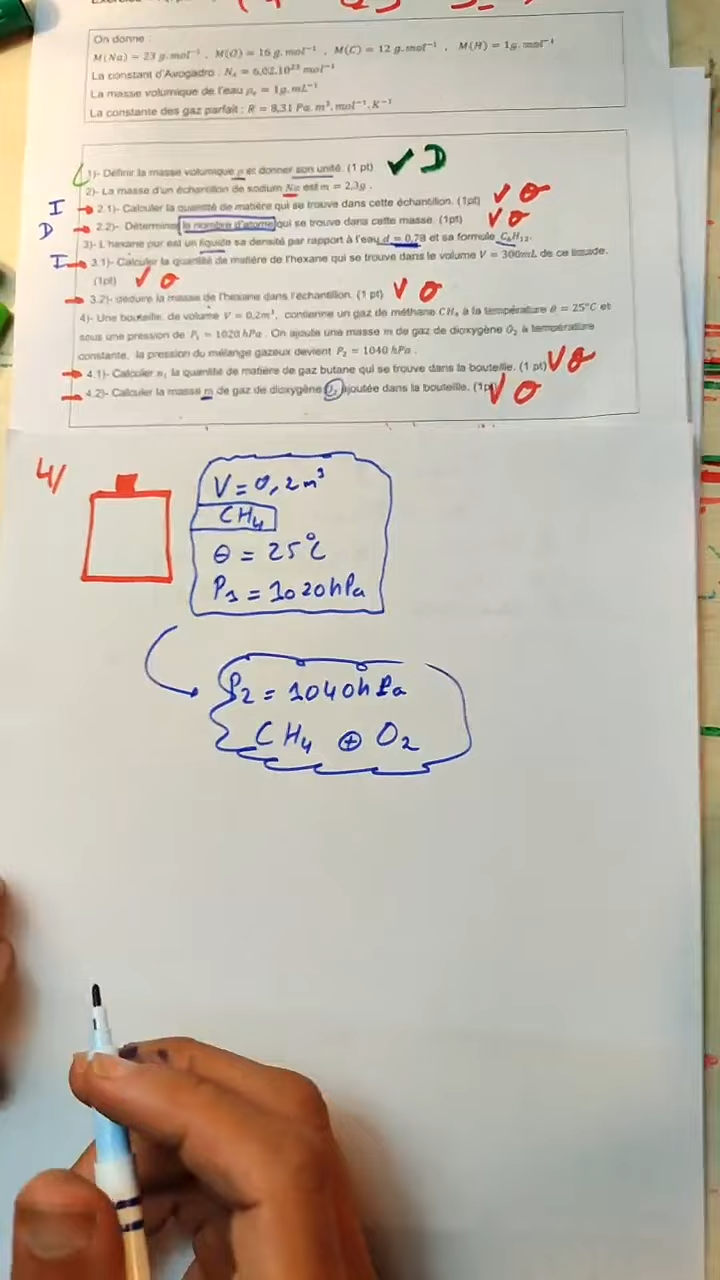 On donne :
M(Na) = 23 g.mol⁻¹ , M(O) = 16 g.mol⁻¹ , M(C) = 12 g.mol⁻¹ , M(H) = 1g.mol⁻¹
La constant d'Avogadro : Nₐ = 6,02.10²³ mol⁻¹
La masse volumique de l'eau ρₑ = 1g.mL⁻¹
La constante des gaz parfait : R = 8,31 Pa.m³.mol⁻¹.K⁻¹
1)- Définir la masse volumique ρ et donner son unité. (1 pt) D
2)- La masse d'un échantillon de sodium Na est m = 2,3g .
I 2.1)- Calculer la quantité de matière qui se trouve dans cette échantillon. (1pt)
D 2.2)- Détermine le nombre d'atome qui se trouve dans cette masse. (1pt)
3)- L'hexane pur est un liquide sa densité par rapport à l'eau d = 0,78 et sa formule C₆H₁₂.
I 3.1)- Calculer la quantité de matière de l'hexane qui se trouve dans le volume V = 300mL de ce liquide.
(1pt)
3.2)- déduire la masse de l'hexane dans l'échantillon. (1 pt)
4)- Une bouteille, de volume V = 0,2m³, contienne un gaz de méthane CH₄ à la température θ = 25°C et
sous une pression de P₁ = 1020 hPa . On ajoute une masse m de gaz de dioxygène O₂ à température
constante, la pression du mélange gazeux devient P₂ = 1040 hPa .
4.1)- Calculer n₁ la quantité de matière de gaz butane qui se trouve dans la bouteille. (1 pt)
4.2)- Calculer la masse m de gaz de dioxygène O₂ ajoutée dans la bouteille. (1pt)
4/
V = 0,2 m³
CH₄
θ = 25°C
P₁ = 1020 hPa
P₂ = 1040 hPa
CH₄ ⊕ O₂